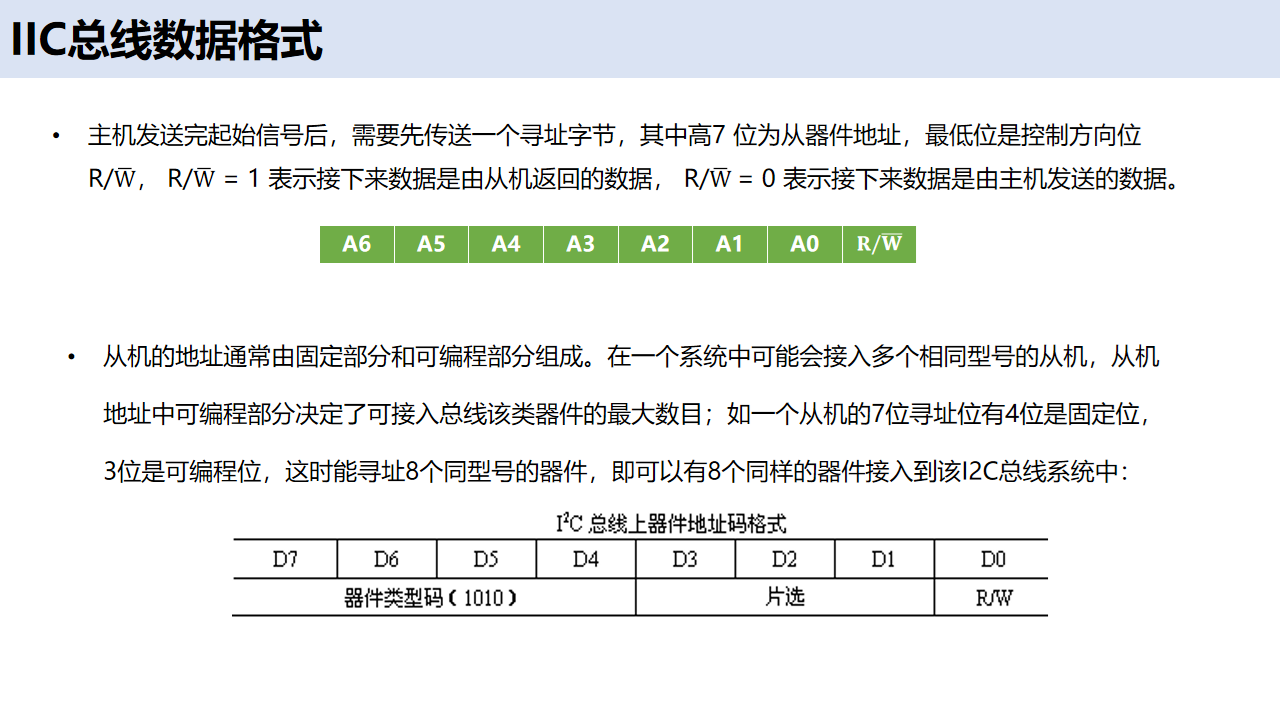 IIC总线数据格式
• 主机发送完起始信号后，需要先传送一个寻址字节，其中高7 位为从器件地址，最低位是控制方向位
R/W̅， R/W̅ = 1 表示接下来数据是由从机返回的数据， R/W̅ = 0 表示接下来数据是由主机发送的数据。
A6 A5 A4 A3 A2 A1 A0 R/W̅
• 从机的地址通常由固定部分和可编程部分组成。在一个系统中可能会接入多个相同型号的从机，从机
地址中可编程部分决定了可接入总线该类器件的最大数目；如一个从机的7位寻址位有4位是固定位，
3位是可编程位，这时能寻址8个同型号的器件，即可以有8个同样的器件接入到该I2C总线系统中：
I²C 总线上器件地址码格式
D7 D6 D5 D4 D3 D2 D1 D0
器件类型码（1010） 片选 R/W